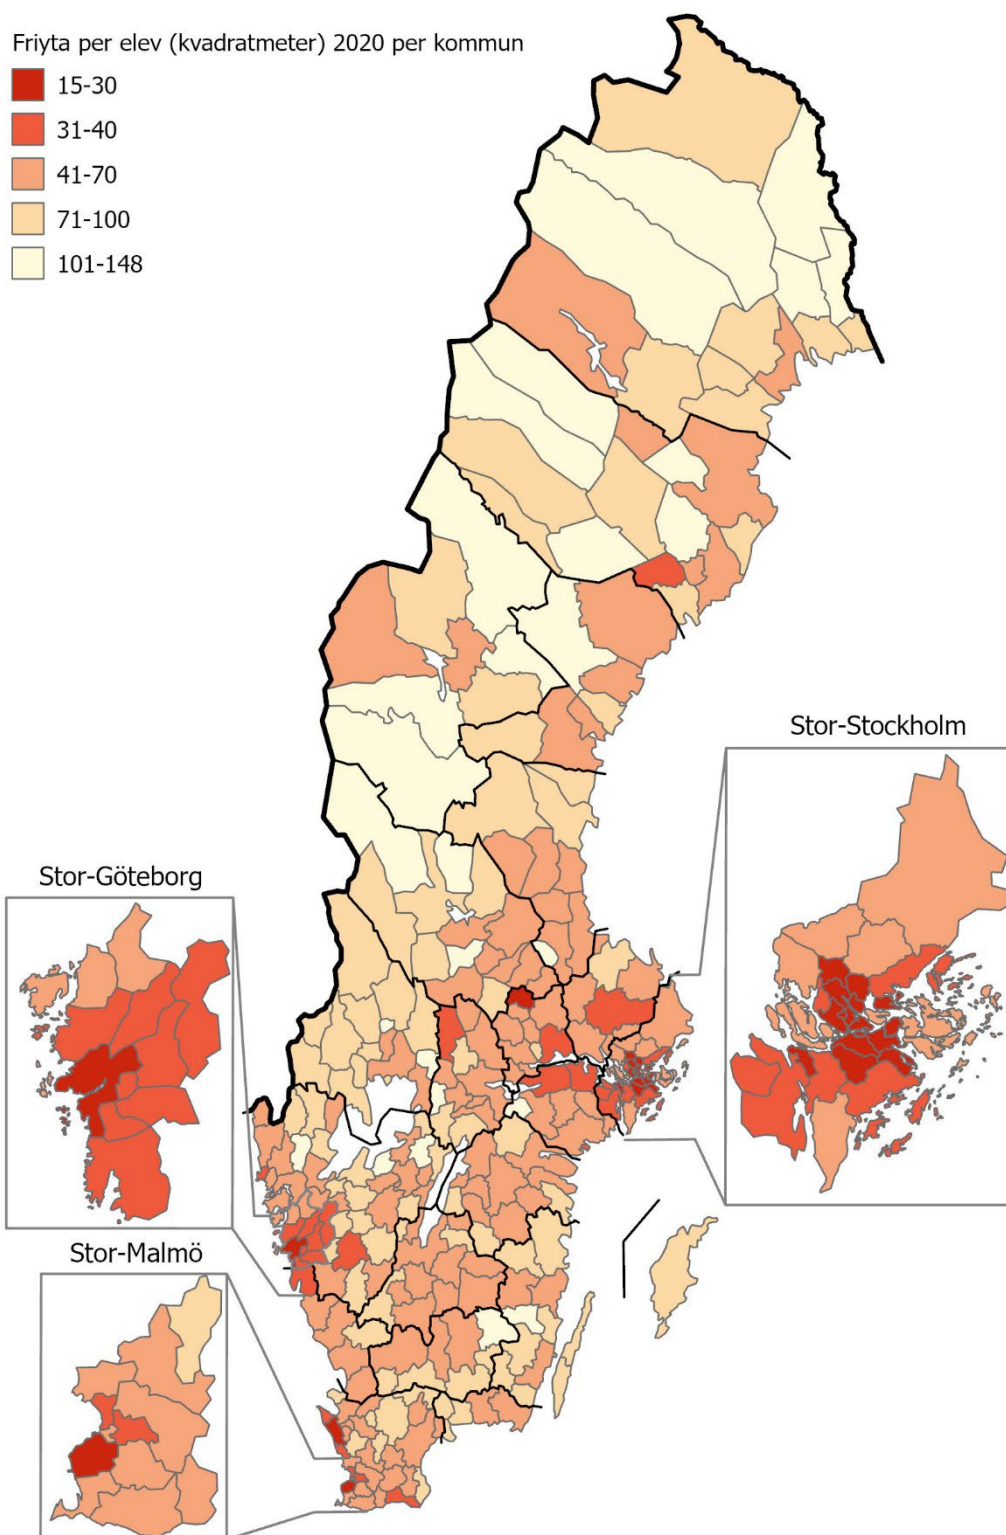 Friyta per elev (kvadratmeter) 2020 per kommun
15-30
31-40
41-70
71-100
101-148
Stor-Stockholm
Stor-Göteborg
Stor-Malmö